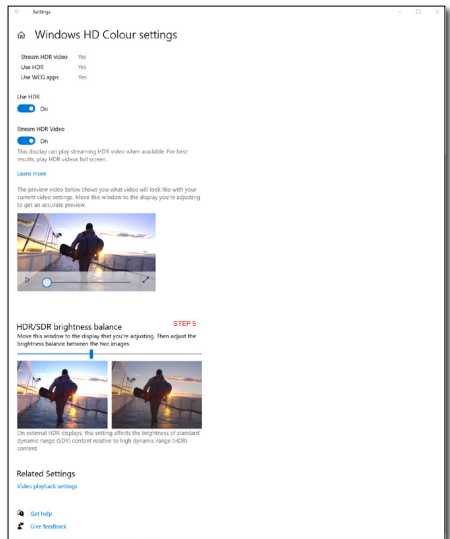 Settings
Windows HD Colour settings
Stream HDR video Yes
Use HDR Yes
Use WCG apps Yes
Use HDR
On
Stream HDR Video
On
This display can play streaming HDR video when available. For best
results, play HDR videos full screen.
Learn more
The preview video below shows you what video will look like with your
current video settings. Move this window to the display you're adjusting
to get an accurate preview.
HDR/SDR brightness balance STEP 5
Move this window to the display that you're adjusting. Then adjust the
brightness balance between the two images.
On external HDR displays, this setting affects the brightness of standard
dynamic range (SDR) content relative to high dynamic range (HDR)
content.
Related Settings
Video playback settings
Get help
Give feedback